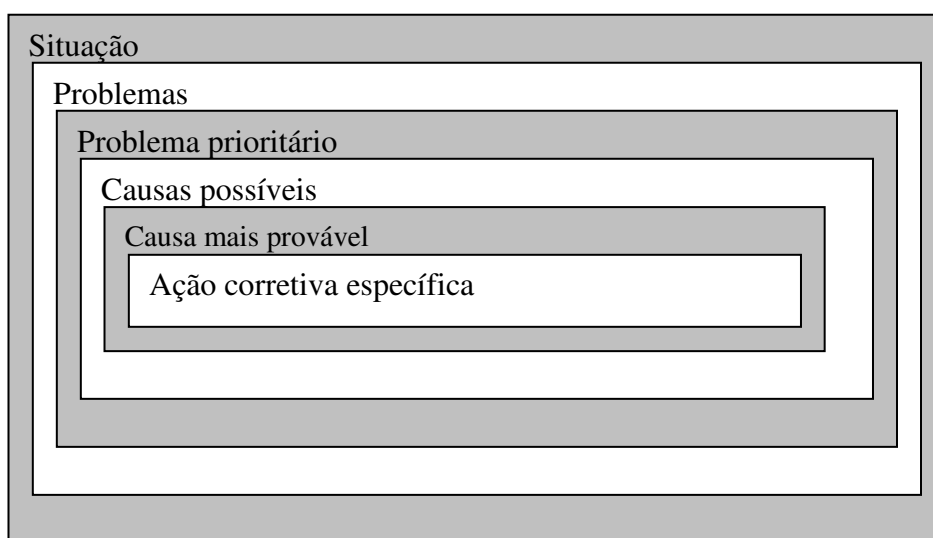 Situação
Problemas
Problema prioritário
Causas possíveis
Causa mais provável
Ação corretiva específica